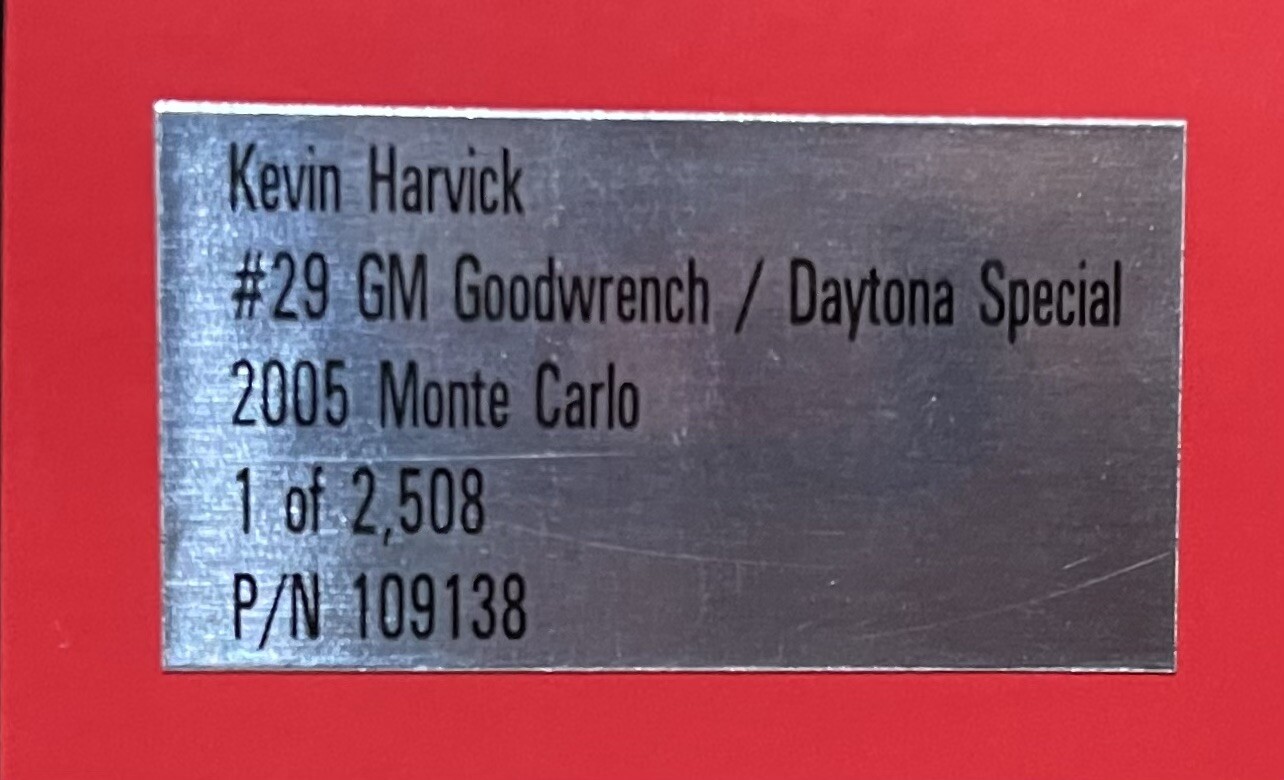 Kevin Harvick
#29 GM Goodwrench / Daytona Special
2005 Monte Carlo
1 of 2,508
P/N 109138